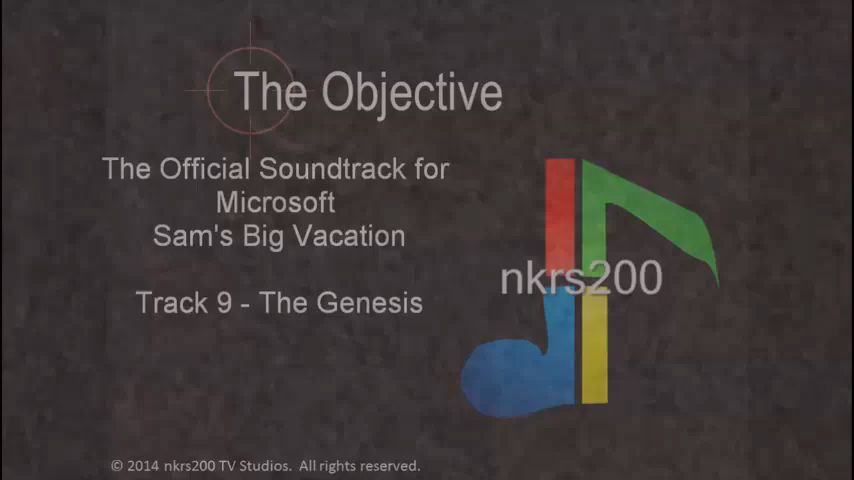 The Objective
The Official Soundtrack for
Microsoft
Sam's Big Vacation
nkrs200
Track 9 - The Genesis
© 2014 nkrs200 TV Studios.  All rights reserved.